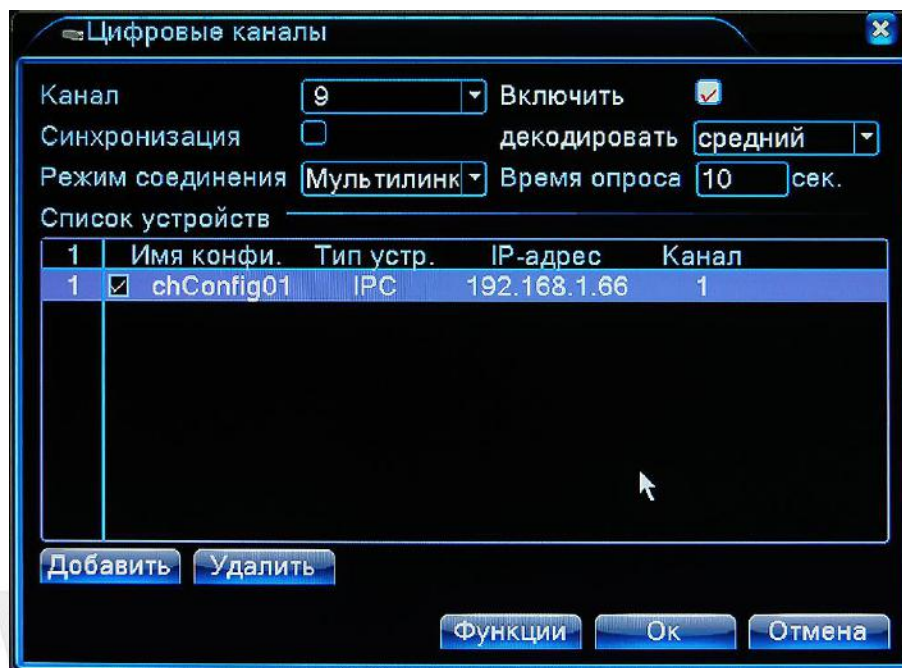 Цифровые каналы
Канал 9 Включить
Синхронизация декодировать средний
Режим соединения Мультилинк Время опроса 10 сек.
Список устройств
1 Имя конфи. Тип устр. IP-адрес Канал
1 chConfig01 IPC 192.168.1.66 1
Добавить Удалить
Функции Ок Отмена